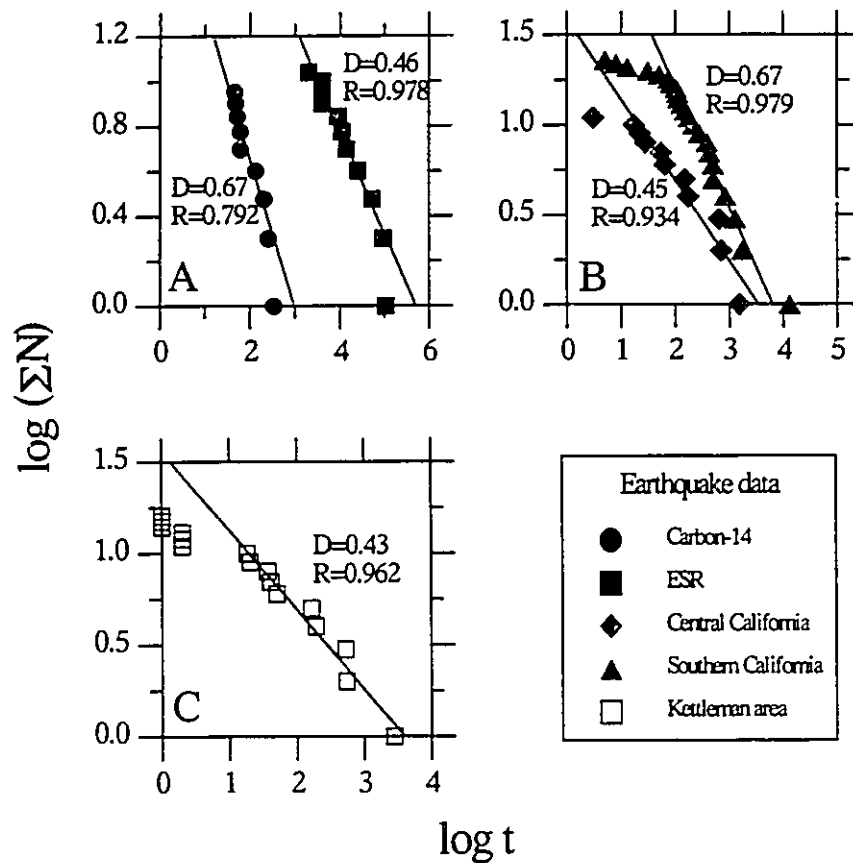 1.2
0.8
0.4
0.0
0
2
4
6
D=0.46
R=0.978
D=0.67
R=0.792
A
1.5
1.0
0.5
0.0
0
1
2
3
4
5
D=0.67
R=0.979
D=0.45
R=0.934
B
log (ΣN)
1.5
1.0
0.5
0.0
0
1
2
3
4
D=0.43
R=0.962
C
log t
Earthquake data
Carbon-14
ESR
Central California
Southern California
Kettleman area